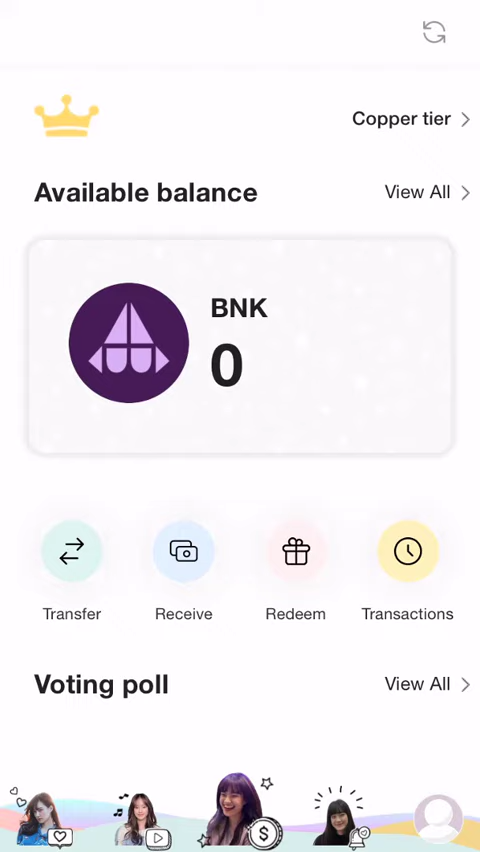 Copper tier
Available balance
View All
BNK
0
Transfer
Receive
Redeem
Transactions
Voting poll
View All
$